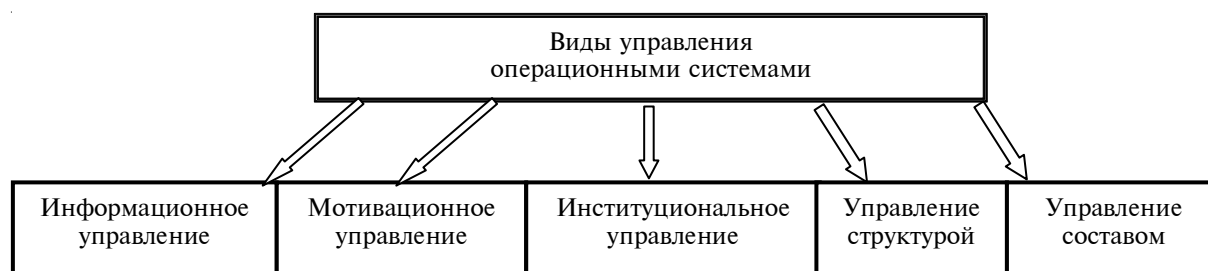 Виды управления
операционными системами
Информационное
управление
Мотивационное
управление
Институциональное
управление
Управление
структурой
Управление
составом